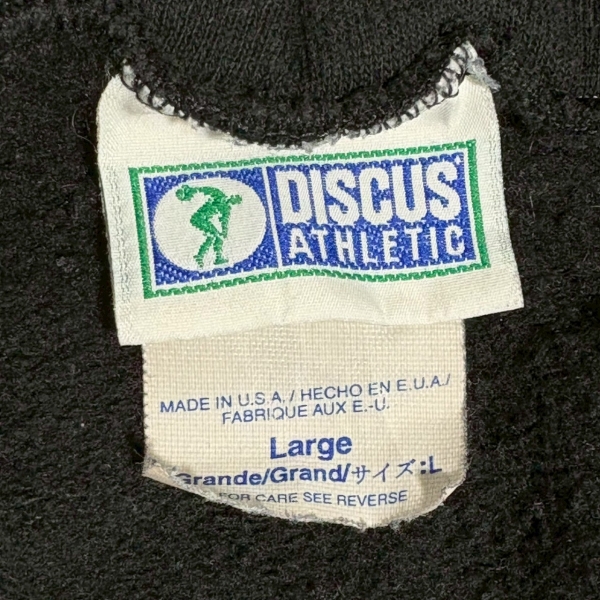 DISCUS
ATHLETIC
MADE IN U.S.A./HECHO EN E.U.A./
FABRIQUE AUX E.-U.
Large
Grande/Grand/サイズ:L
FOR CARE SEE REVERSE